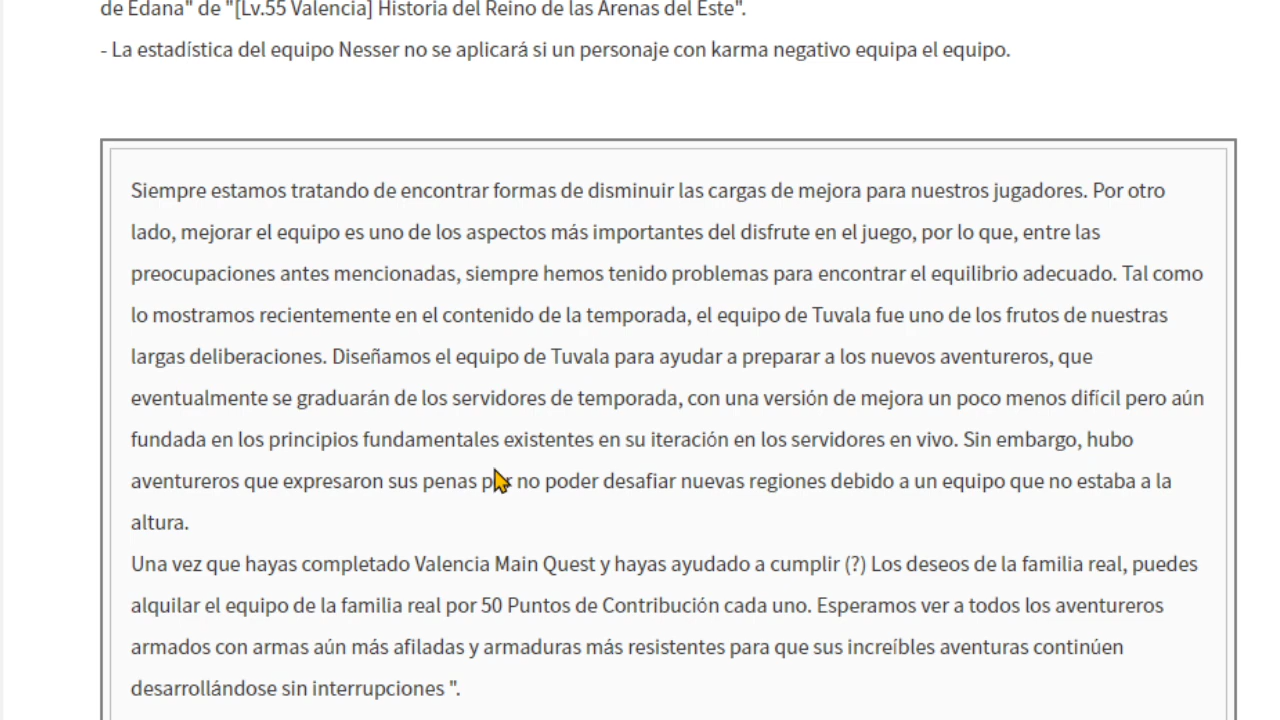 de Edana" de "[Lv.55 Valencia] Historia del Reino de las Arenas del Este".
- La estadística del equipo Nesser no se aplicará si un personaje con karma negativo equipa el equipo.
Siempre estamos tratando de encontrar formas de disminuir las cargas de mejora para nuestros jugadores. Por otro
lado, mejorar el equipo es uno de los aspectos más importantes del disfrute en el juego, por lo que, entre las
preocupaciones antes mencionadas, siempre hemos tenido problemas para encontrar el equilibrio adecuado. Tal como
lo mostramos recientemente en el contenido de la temporada, el equipo de Tuvala fue uno de los frutos de nuestras
largas deliberaciones. Diseñamos el equipo de Tuvala para ayudar a preparar a los nuevos aventureros, que
eventualmente se graduarán de los servidores de temporada, con una versión de mejora un poco menos difícil pero aún
fundada en los principios fundamentales existentes en su iteración en los servidores en vivo. Sin embargo, hubo
aventureros que expresaron sus penas por no poder desafiar nuevas regiones debido a un equipo que no estaba a la
altura.
Una vez que hayas completado Valencia Main Quest y hayas ayudado a cumplir (?) Los deseos de la familia real, puedes
alquilar el equipo de la familia real por 50 Puntos de Contribución cada uno. Esperamos ver a todos los aventureros
armados con armas aún más afiladas y armaduras más resistentes para que sus increíbles aventuras continúen
desarrollándose sin interrupciones ".